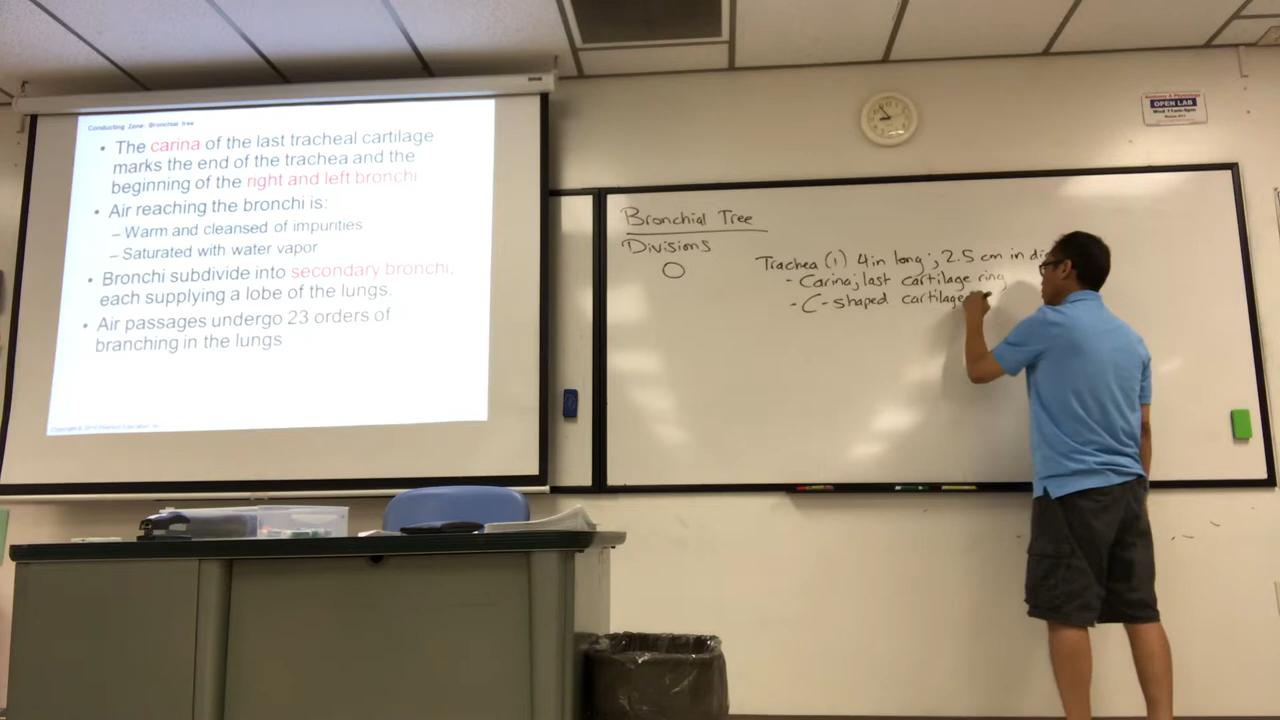 Conducting Zone: Bronchial tree
• The carina of the last tracheal cartilage
marks the end of the trachea and the
beginning of the right and left bronchi
• Air reaching the bronchi is:
– Warm and cleansed of impurities
– Saturated with water vapor
• Bronchi subdivide into secondary bronchi,
each supplying a lobe of the lungs.
• Air passages undergo 23 orders of
branching in the lungs
Bronchial Tree
Divisions
Trachea (1) 4in long; 2.5 cm in di
- Carina; last cartilage ring
- C-shaped cartilage
Anatomy & Physiology
OPEN LAB